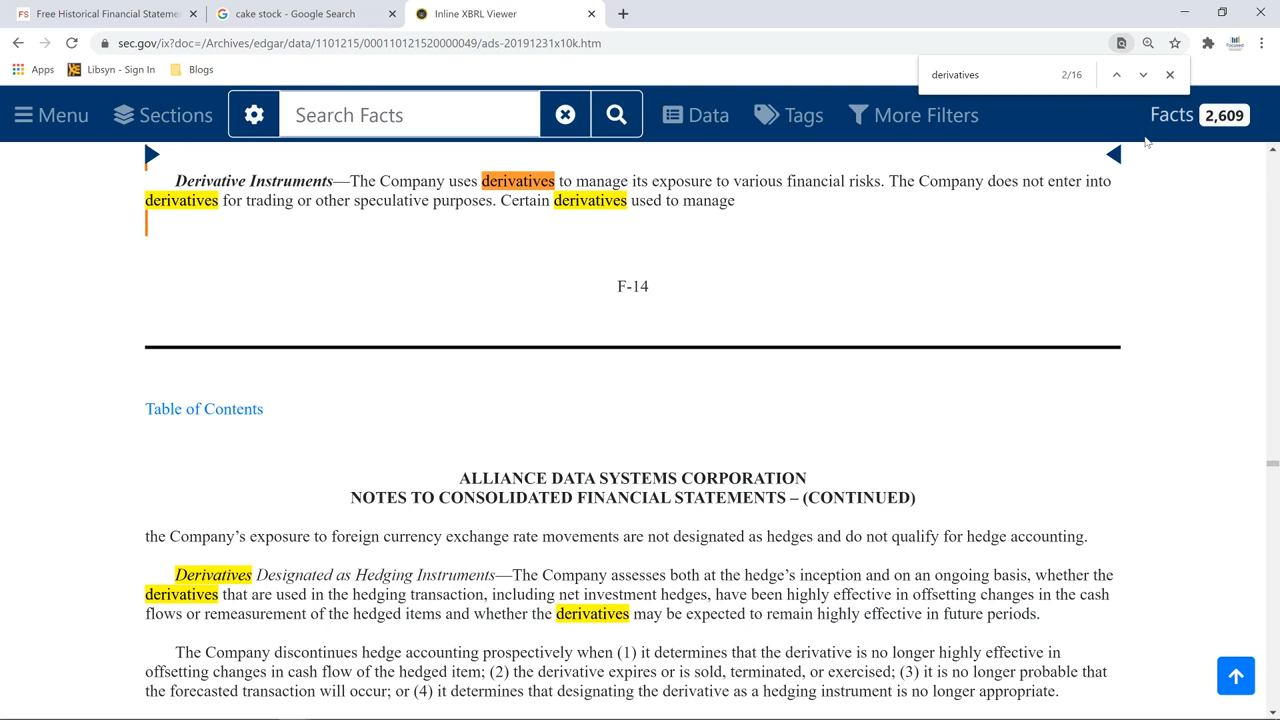 Free Historical Financial Stateme
cake stock - Google Search
Inline XBRL Viewer
sec.gov/ix?doc=/Archives/edgar/data/1101215/000110121520000049/ads-20191231x10k.htm
Apps
Libsyn - Sign In
Blogs
derivatives 2/16
Menu
Sections
Search Facts
Data
Tags
More Filters
Facts 2,609
Derivative Instruments—The Company uses derivatives to manage its exposure to various financial risks. The Company does not enter into
derivatives for trading or other speculative purposes. Certain derivatives used to manage
F-14
Table of Contents
ALLIANCE DATA SYSTEMS CORPORATION
NOTES TO CONSOLIDATED FINANCIAL STATEMENTS – (CONTINUED)
the Company's exposure to foreign currency exchange rate movements are not designated as hedges and do not qualify for hedge accounting.
Derivatives Designated as Hedging Instruments—The Company assesses both at the hedge's inception and on an ongoing basis, whether the
derivatives that are used in the hedging transaction, including net investment hedges, have been highly effective in offsetting changes in the cash
flows or remeasurement of the hedged items and whether the derivatives may be expected to remain highly effective in future periods.
The Company discontinues hedge accounting prospectively when (1) it determines that the derivative is no longer highly effective in
offsetting changes in cash flow of the hedged item; (2) the derivative expires or is sold, terminated, or exercised; (3) it is no longer probable that
the forecasted transaction will occur; or (4) it determines that designating the derivative as a hedging instrument is no longer appropriate.